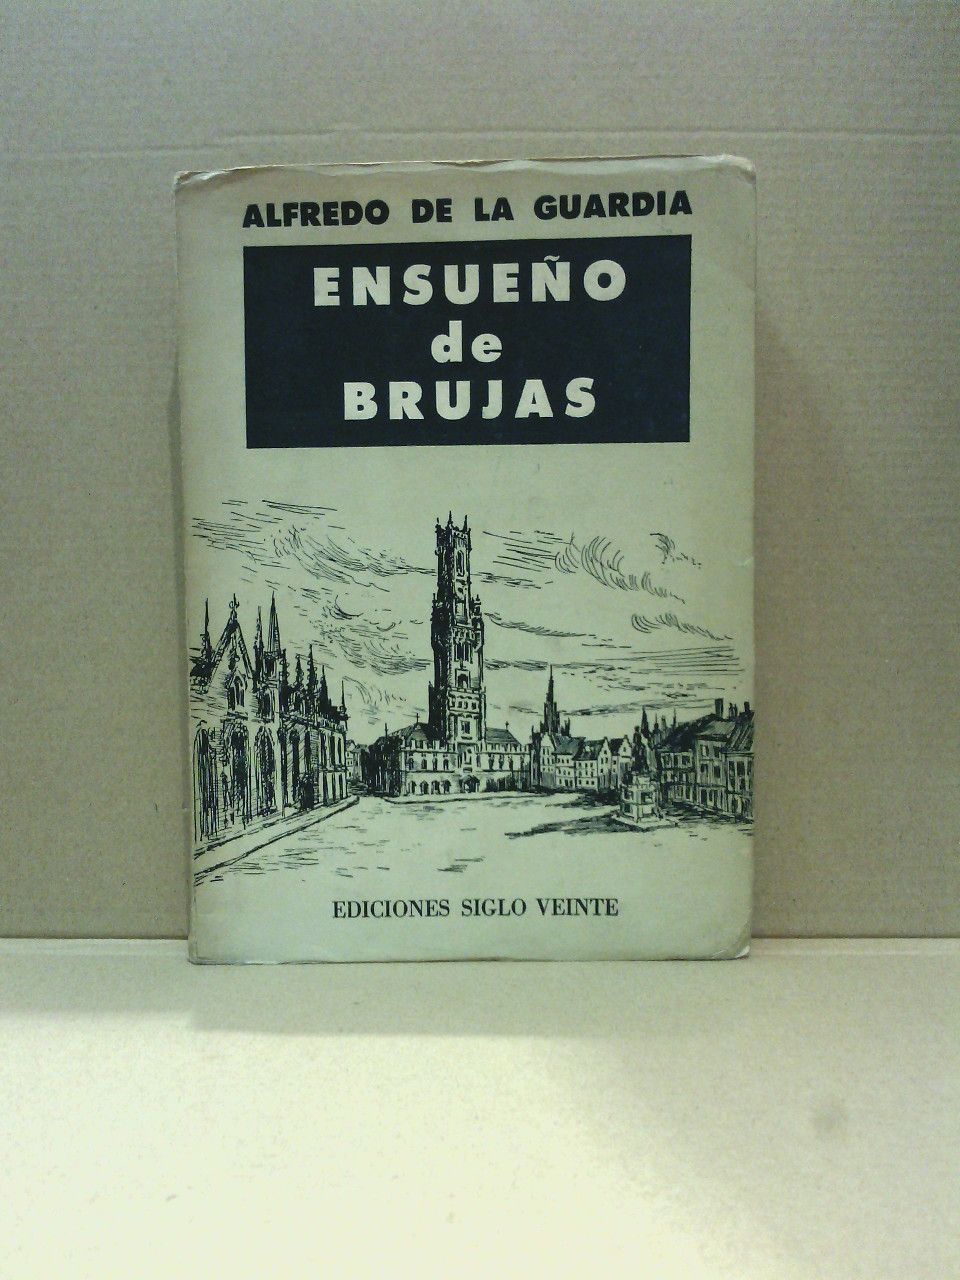 ALFREDO DE LA GUARDIA
ENSUEÑO
de
BRUJAS
EDICIONES SIGLO VEINTE